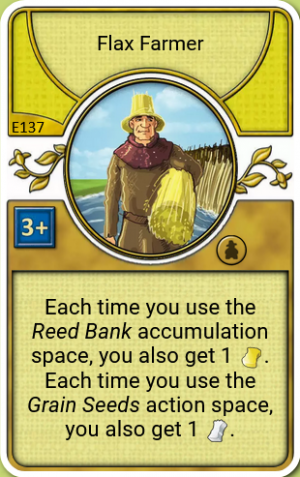 Flax Farmer
E137
3+
Each time you use the
Reed Bank accumulation
space, you also get 1 .
Each time you use the
Grain Seeds action space,
you also get 1 .